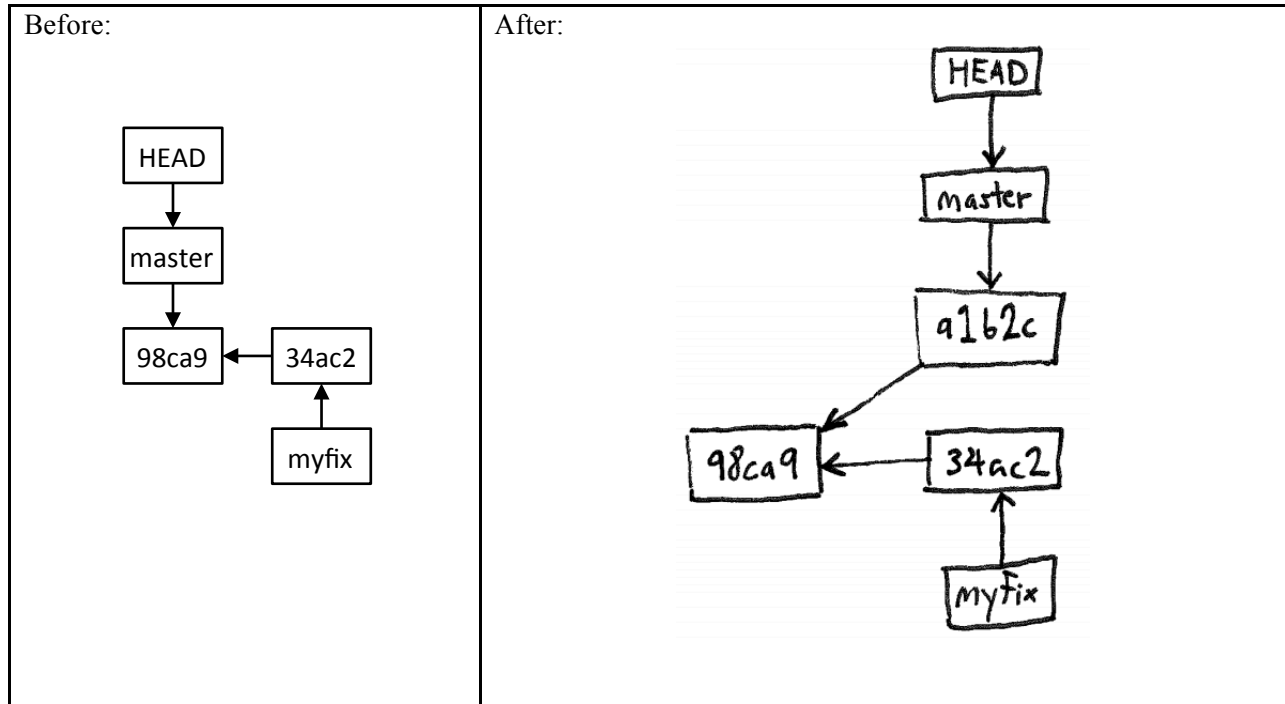 Before:
HEAD
master
98ca9
34ac2
myfix
After:
HEAD
master
a1b2c
98ca9
34ac2
myfix